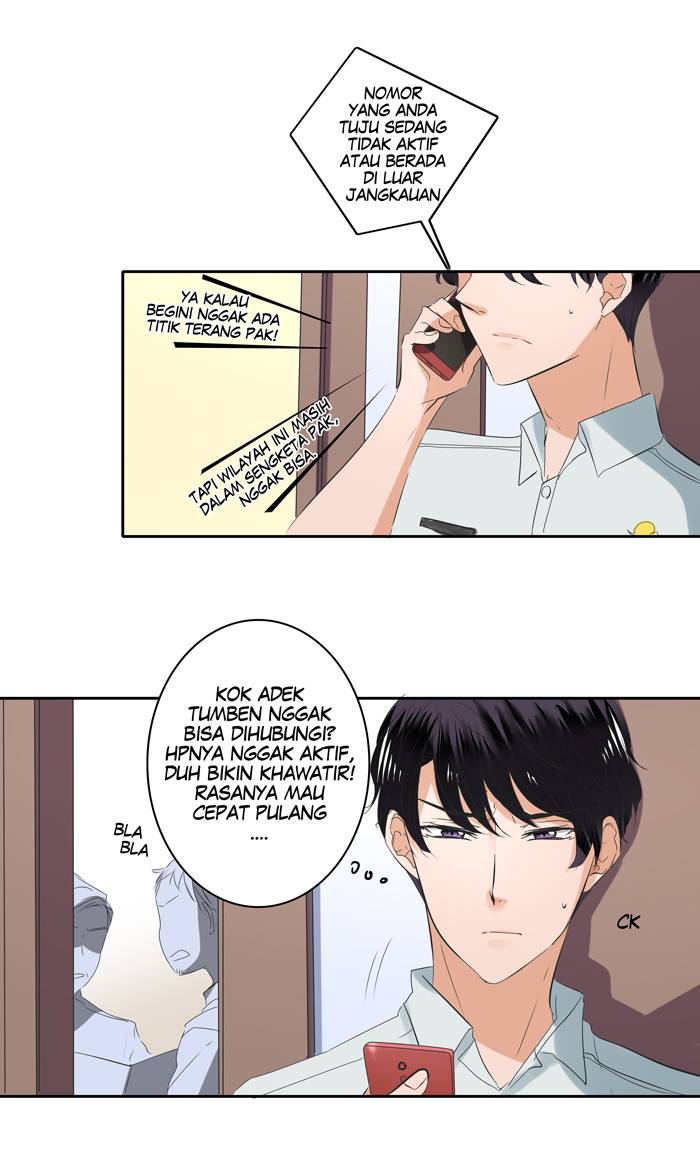 NOMOR
YANG ANDA
TUJU SEDANG
TIDAK AKTIF
ATAU BERADA
DI LUAR
JANGKAUAN
YA KALAU
BEGINI NGGAK ADA
TITIK TERANG PAK!
TAPI WILAYAH INI MASIH
DALAM SENGKETA PAK,
NGGAK BISA.
KOK ADEK
TUMBEN NGGAK
BISA DIHUBUNGI?
HPNYA NGGAK AKTIF,
DUH BIKIN KHAWATIR!
RASANYA MAU
CEPAT PULANG
....
BLA
BLA
CK